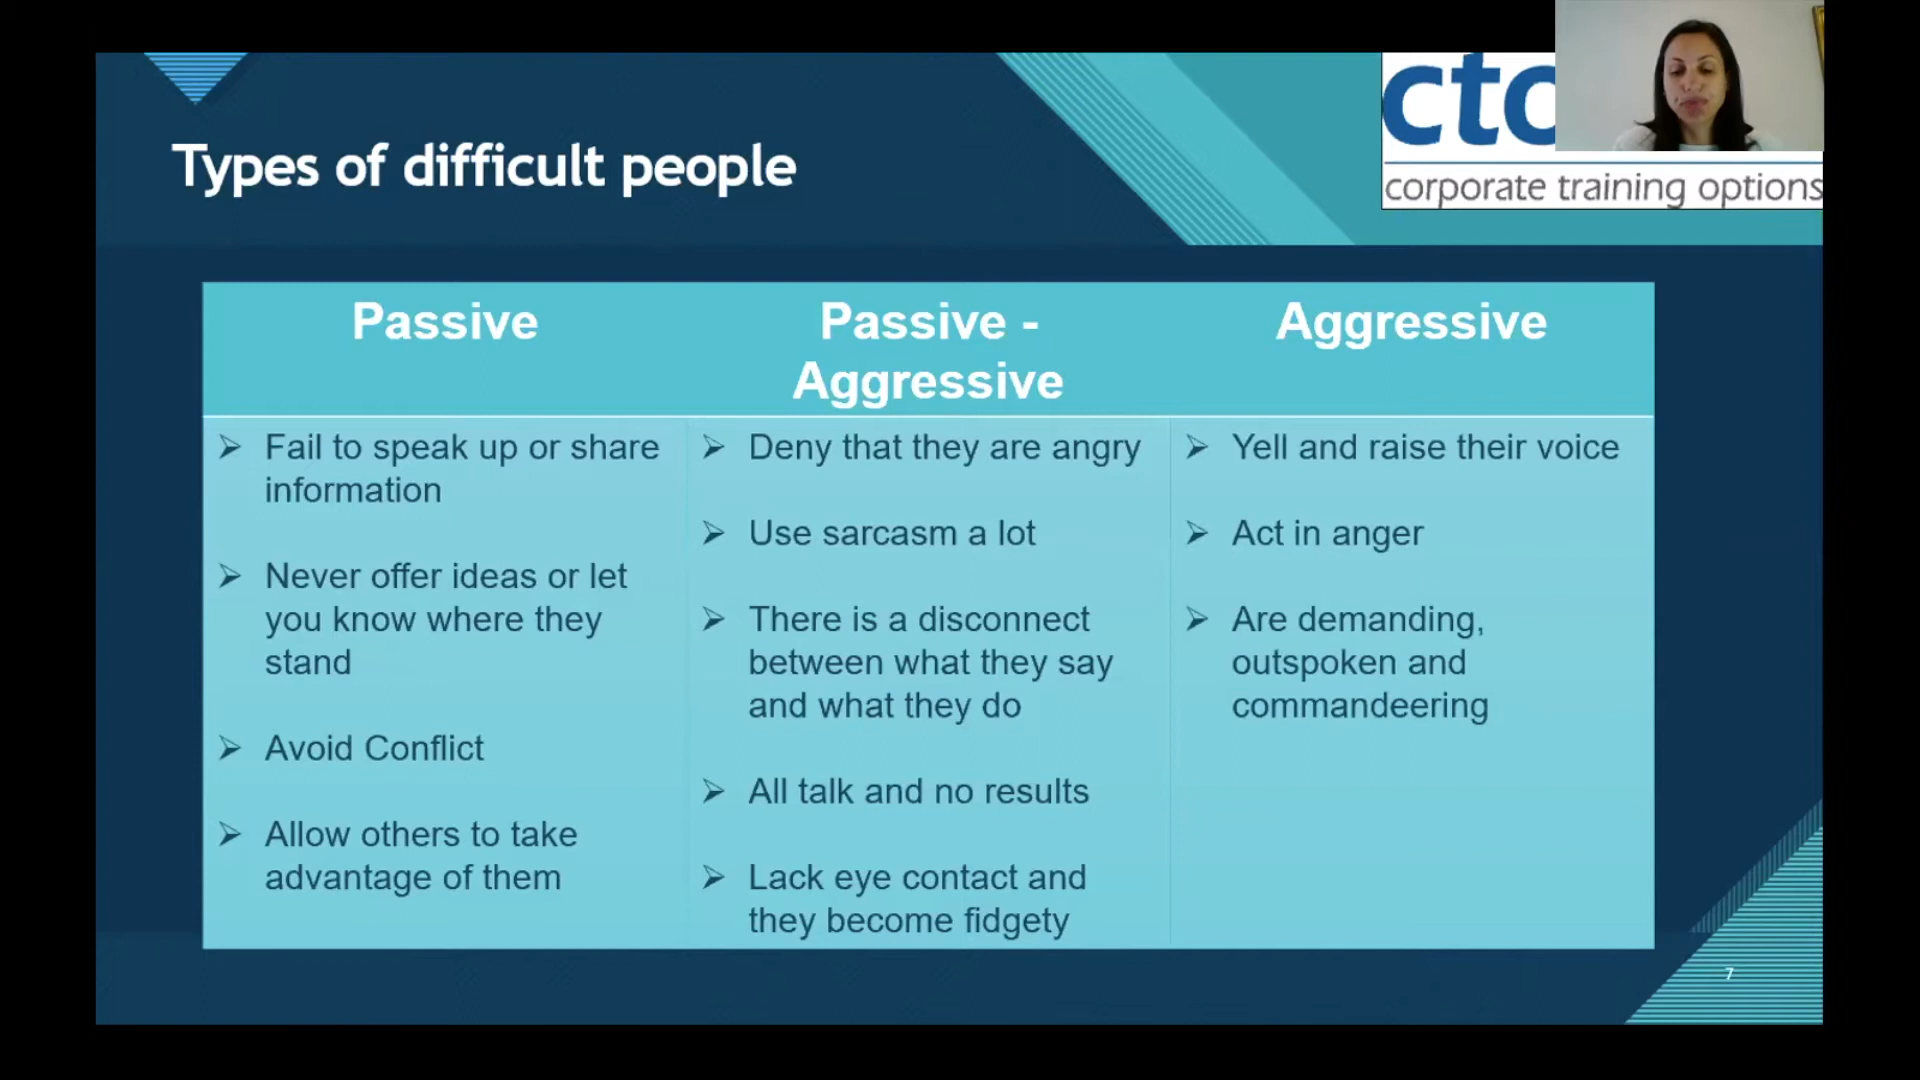 Types of difficult people
cto
corporate training options
Passive
Fail to speak up or share
information
Never offer ideas or let
you know where they
stand
Avoid Conflict
Allow others to take
advantage of them
Passive -
Aggressive
Deny that they are angry
Use sarcasm a lot
There is a disconnect
between what they say
and what they do
All talk and no results
Lack eye contact and
they become fidgety
Aggressive
Yell and raise their voice
Act in anger
Are demanding,
outspoken and
commandeering
7